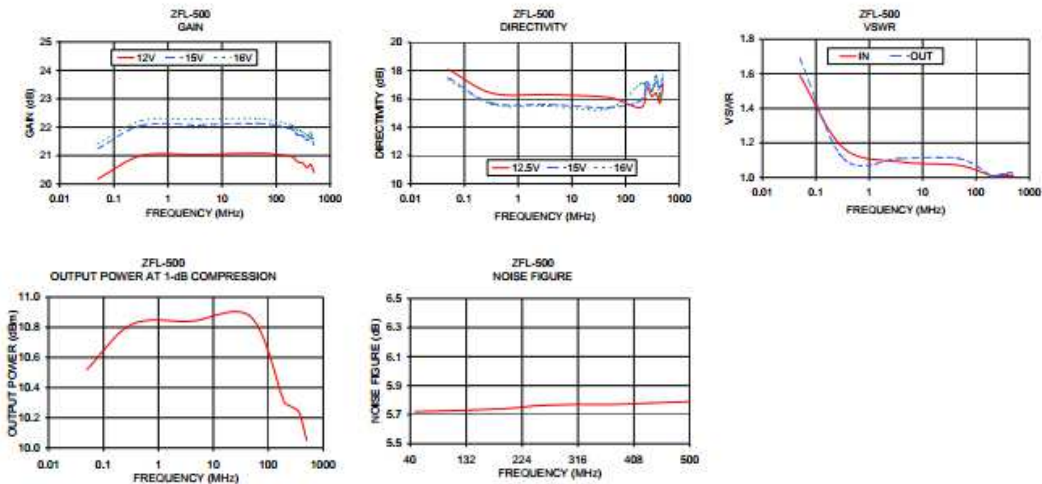 ZFL-500
GAIN
25
24
23
22
21
20
GAIN (dB)
12V
15V
16V
0.01 0.1 1 10 100 1000
FREQUENCY (MHz)
ZFL-500
DIRECTIVITY
20
18
16
14
12
10
DIRECTIVITY (dB)
12.5V
15V
16V
0.01 0.1 1 10 100 1000
FREQUENCY (MHz)
ZFL-500
VSWR
1.8
1.6
1.4
1.2
1.0
VSWR
IN
OUT
0.01 0.1 1 10 100 1000
FREQUENCY (MHz)
ZFL-500
OUTPUT POWER AT 1-dB COMPRESSION
11.0
10.8
10.6
10.4
10.2
10.0
OUTPUT POWER (dBm)
0.01 0.1 1 10 100 1000
FREQUENCY (MHz)
ZFL-500
NOISE FIGURE
6.5
6.3
6.1
5.9
5.7
5.5
NOISE FIGURE (dB)
40 132 224 316 408 500
FREQUENCY (MHz)